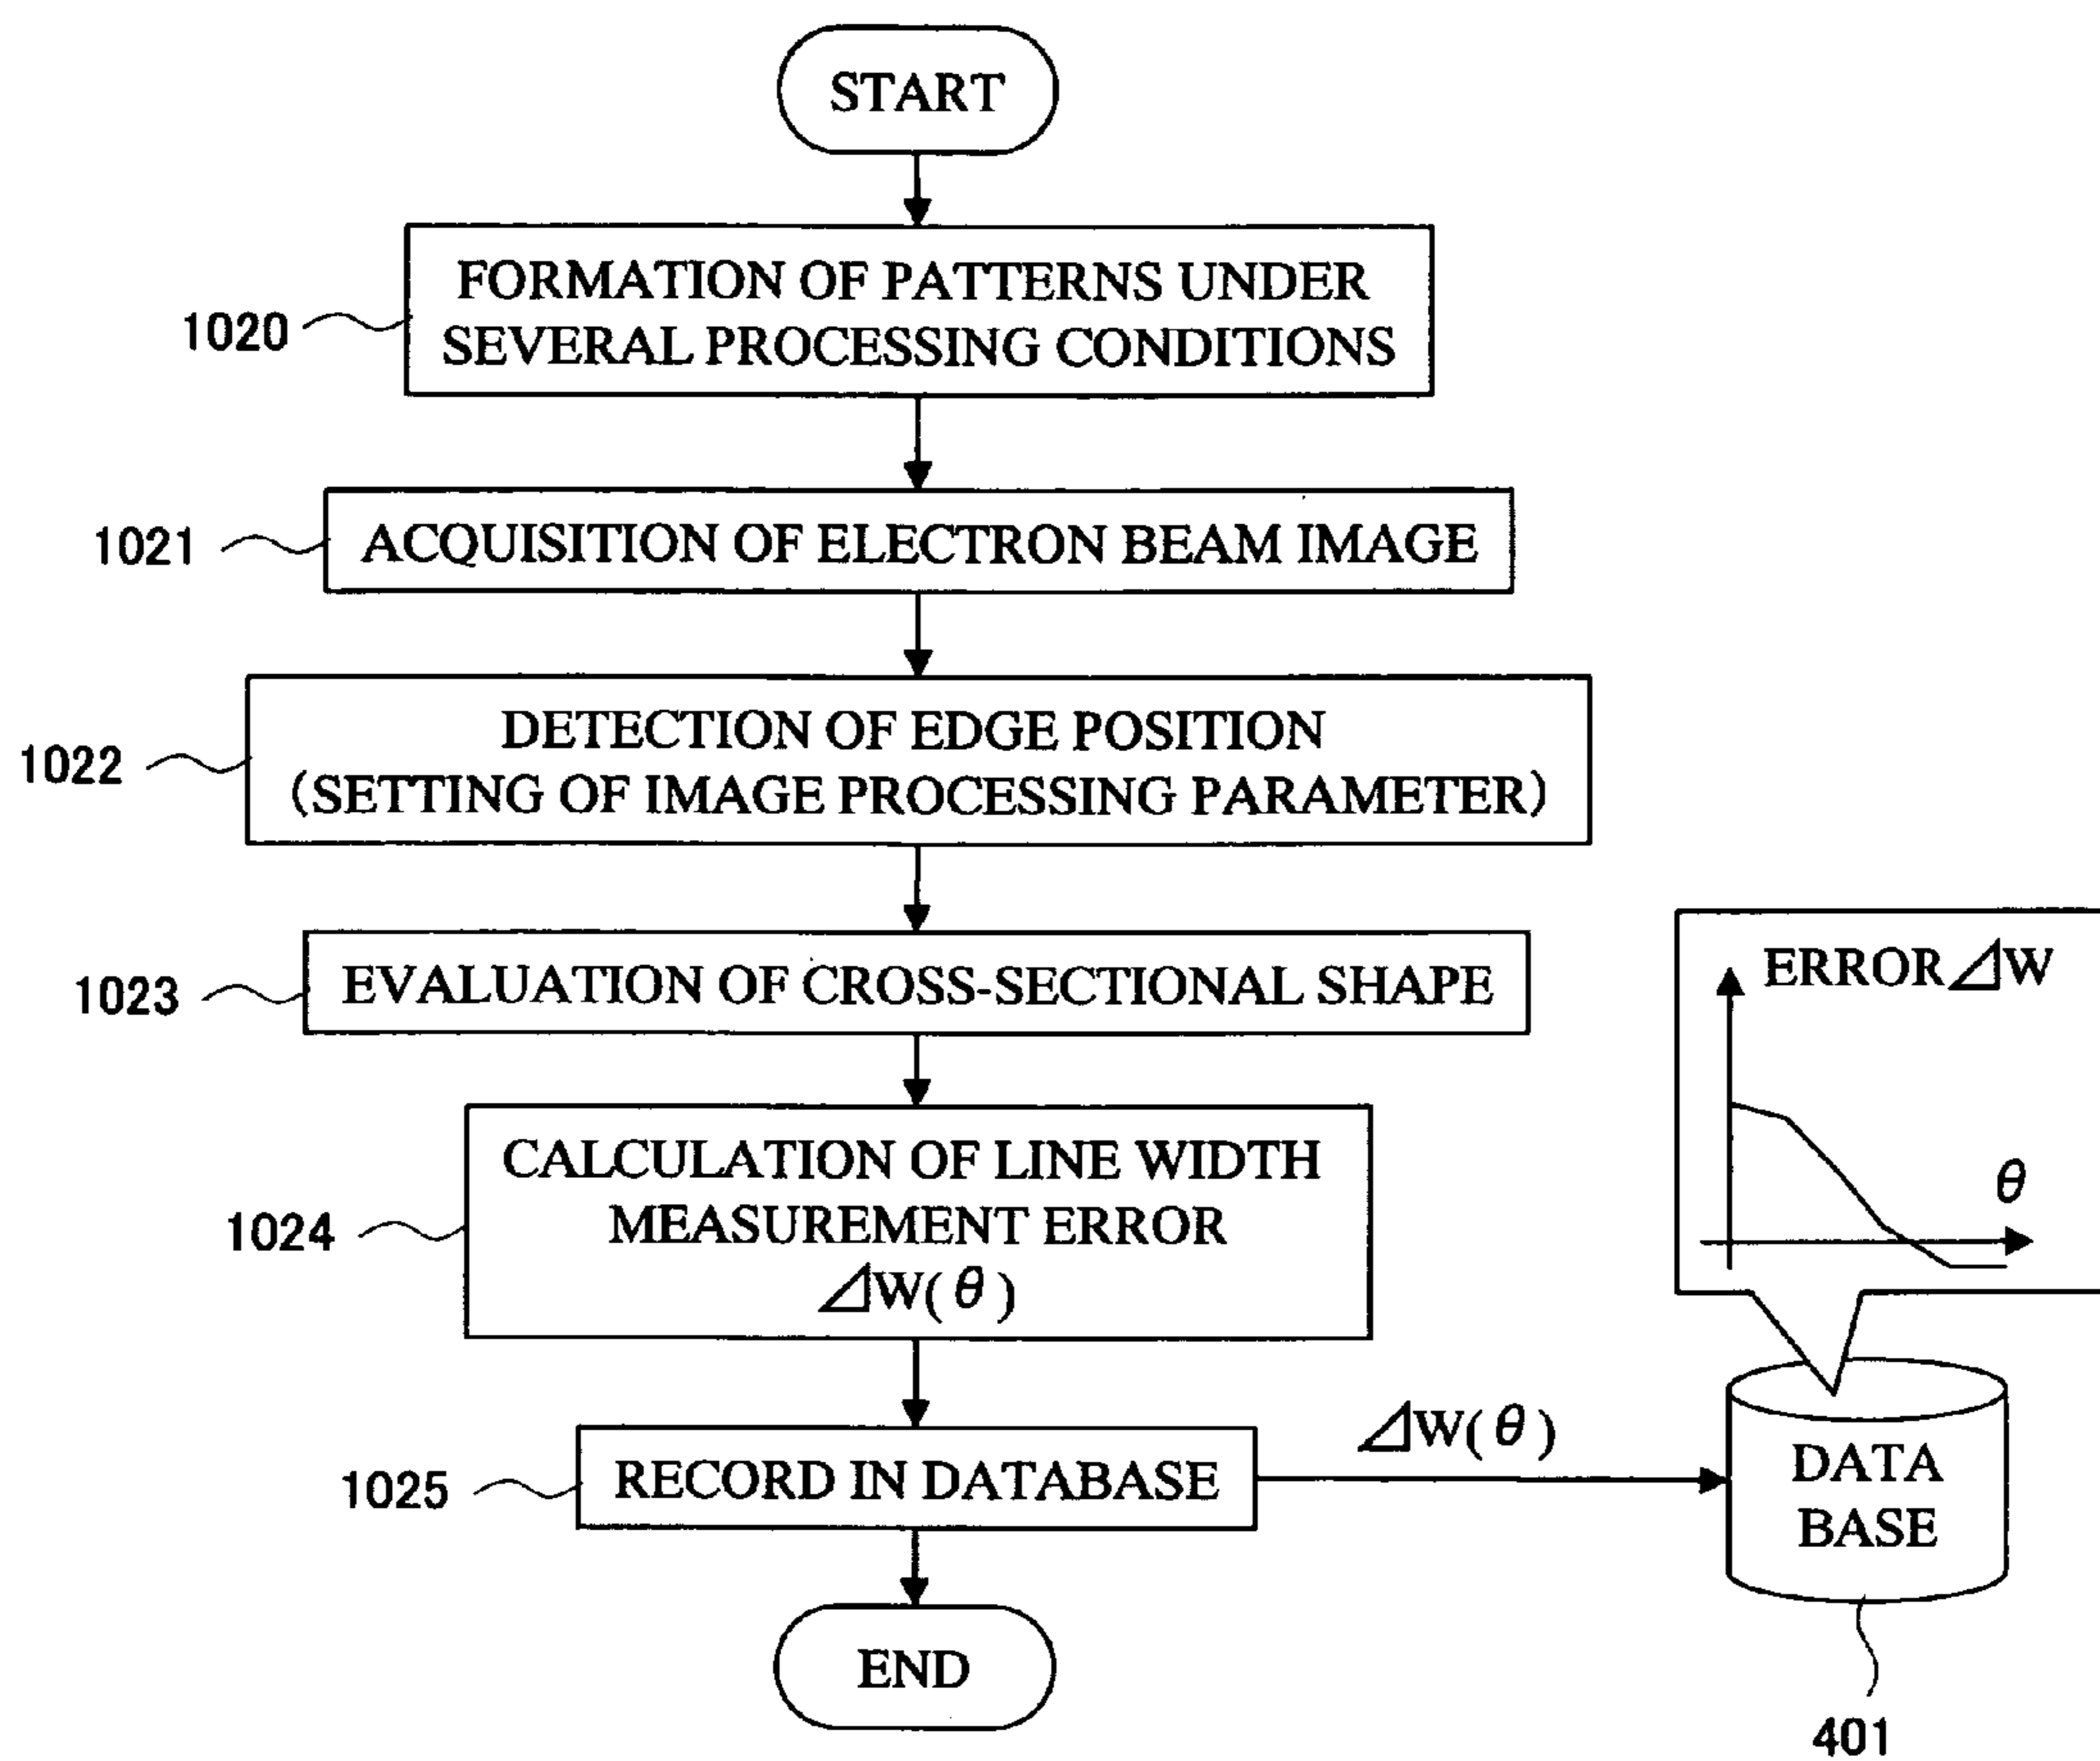 START
FORMATION OF PATTERNS UNDER
SEVERAL PROCESSING CONDITIONS
1020
ACQUISITION OF ELECTRON BEAM IMAGE
1021
DETECTION OF EDGE POSITION
(SETTING OF IMAGE PROCESSING PARAMETER)
1022
EVALUATION OF CROSS-SECTIONAL SHAPE
1023
ERROR ⊿W
θ
CALCULATION OF LINE WIDTH
MEASUREMENT ERROR
⊿W(θ)
1024
RECORD IN DATABASE
1025
⊿W(θ)
DATA
BASE
401
END